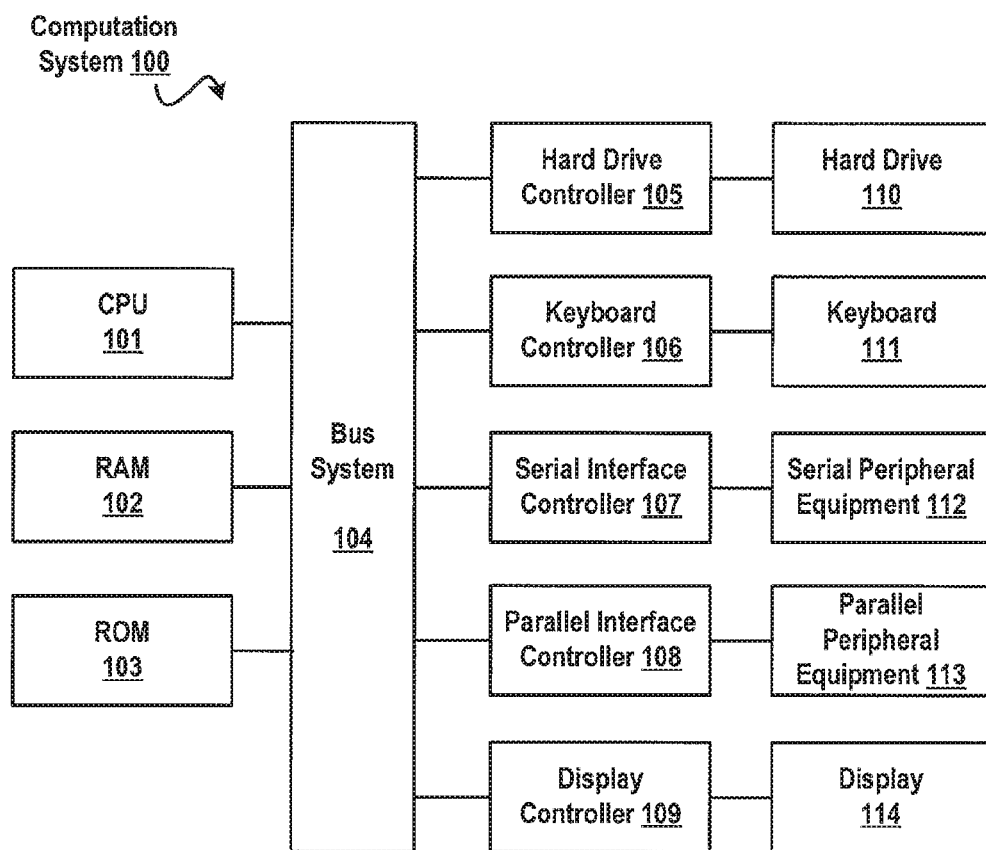 Computation
System 100
Hard Drive
Controller 105
Hard Drive
110
CPU
101
Keyboard
Controller 106
Keyboard
111
RAM
102
Bus
System
104
Serial Interface
Controller 107
Serial Peripheral
Equipment 112
ROM
103
Parallel Interface
Controller 108
Parallel
Peripheral
Equipment 113
Display
Controller 109
Display
114